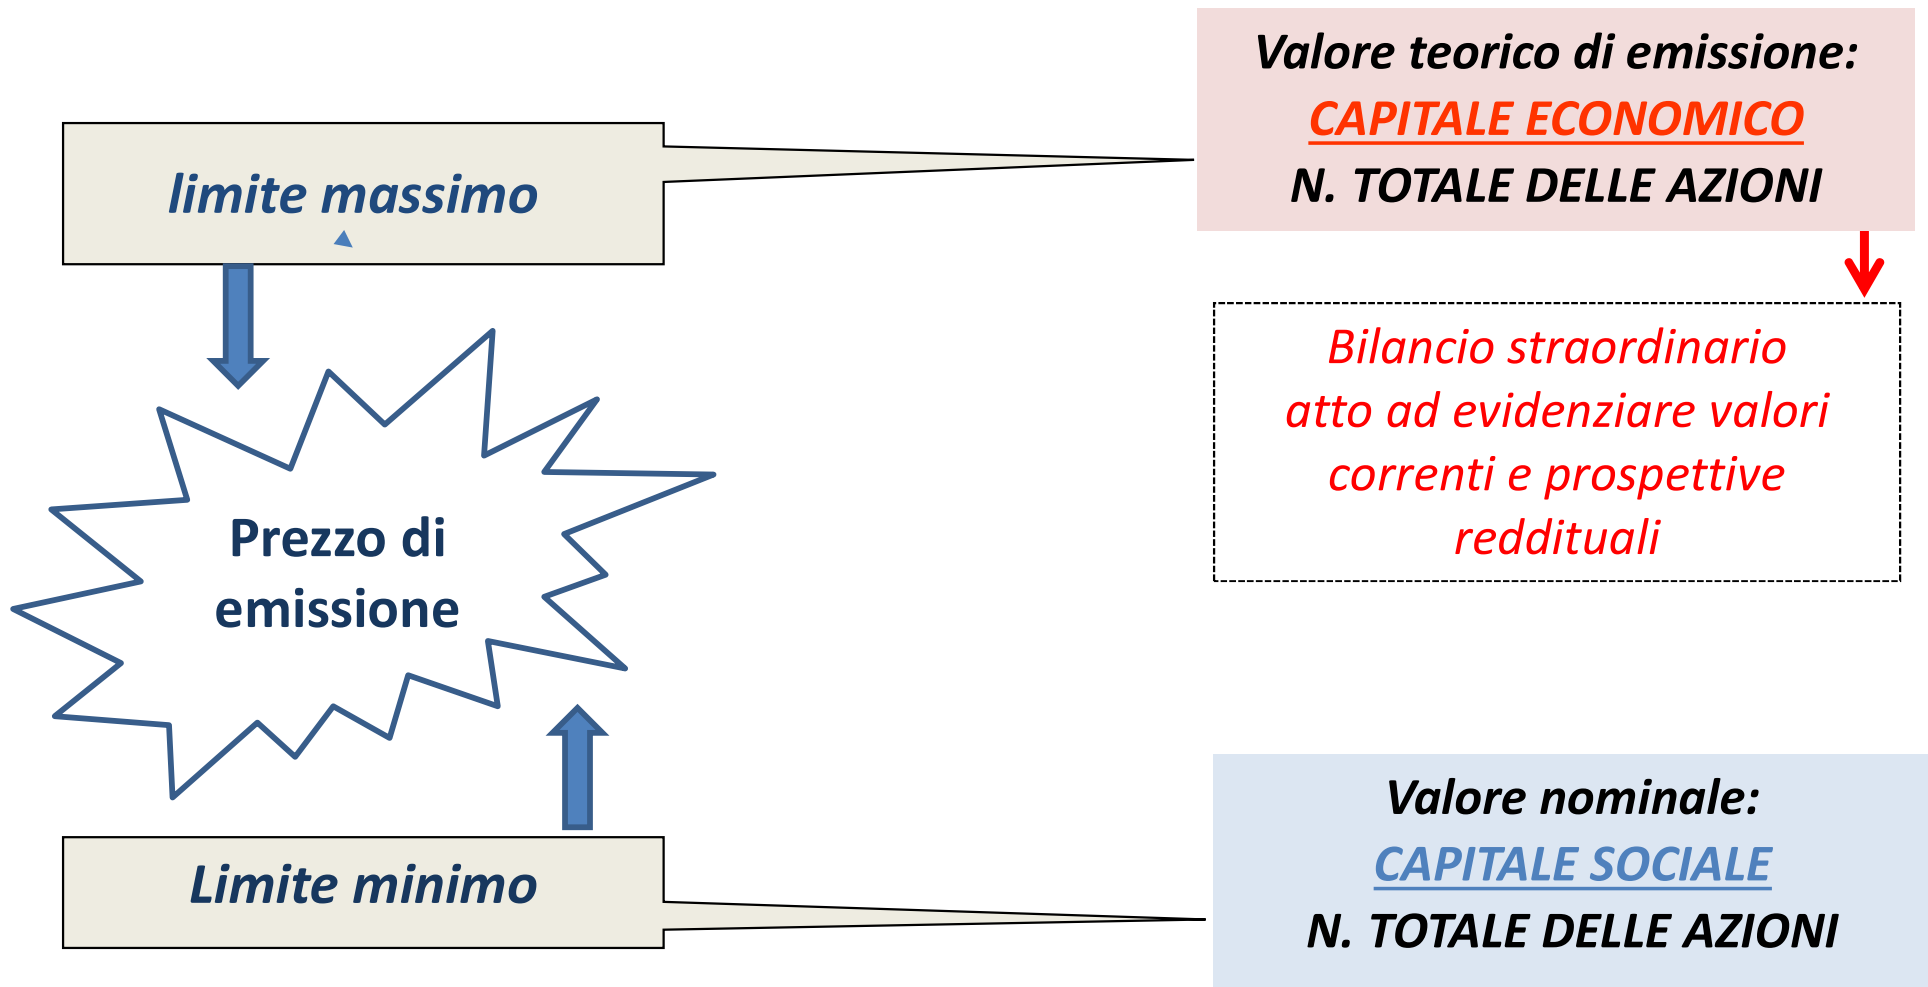 Valore teorico di emissione:
CAPITALE ECONOMICO
N. TOTALE DELLE AZIONI
limite massimo
Bilancio straordinario
atto ad evidenziare valori
correnti e prospettive
reddituali
Prezzo di
emissione
Limite minimo
Valore nominale:
CAPITALE SOCIALE
N. TOTALE DELLE AZIONI